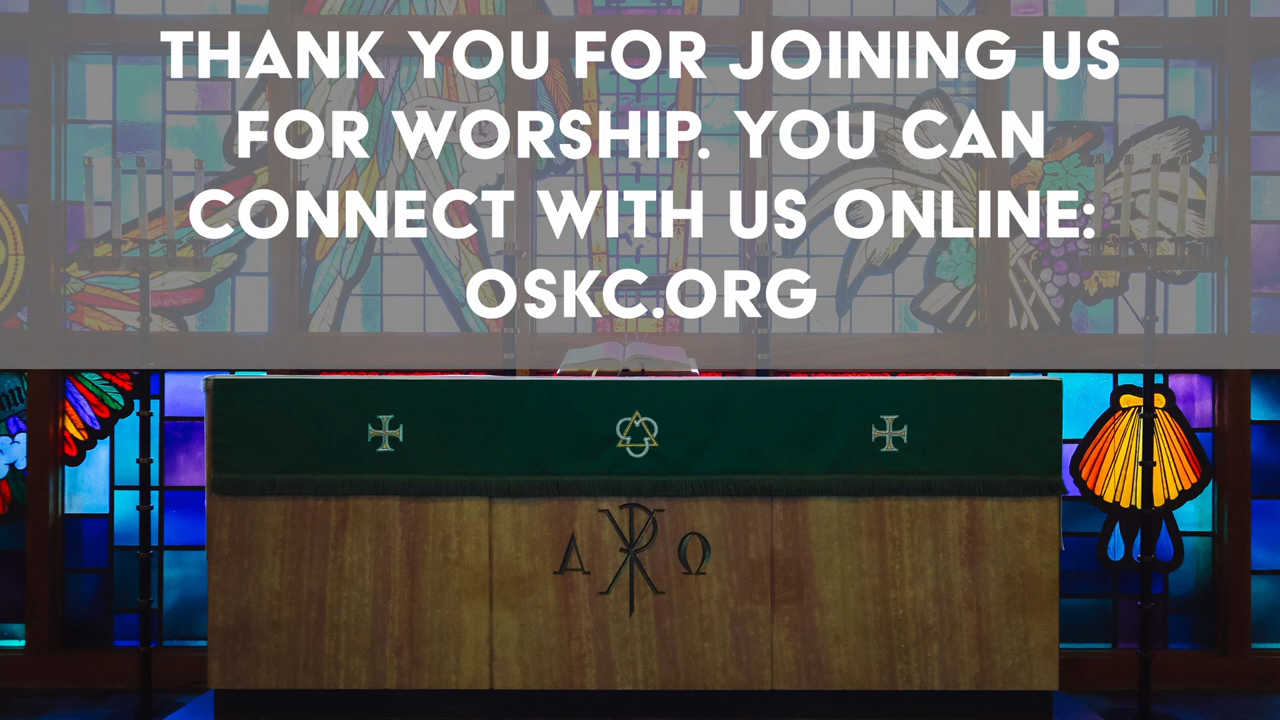 THANK YOU FOR JOINING US
FOR WORSHIP. YOU CAN
CONNECT WITH US ONLINE:
OSKC.ORG
Α ☧ Ω